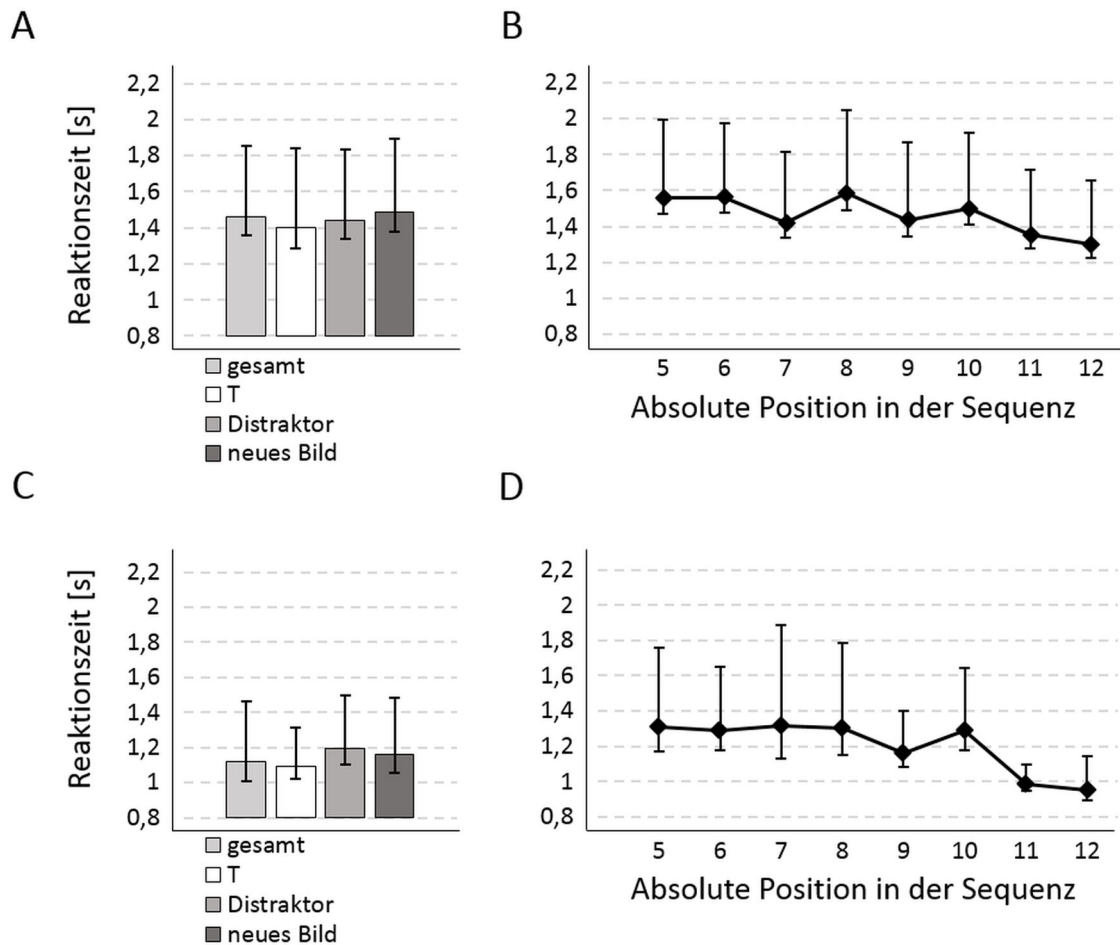 A
Reaktionszeit [s]
2,2
2
1,8
1,6
1,4
1,2
1
0,8
gesamt
T
Distraktor
neues Bild
B
2,2
2
1,8
1,6
1,4
1,2
1
0,8
5 6 7 8 9 10 11 12
Absolute Position in der Sequenz
C
Reaktionszeit [s]
2,2
2
1,8
1,6
1,4
1,2
1
0,8
gesamt
T
Distraktor
neues Bild
D
2,2
2
1,8
1,6
1,4
1,2
1
0,8
5 6 7 8 9 10 11 12
Absolute Position in der Sequenz